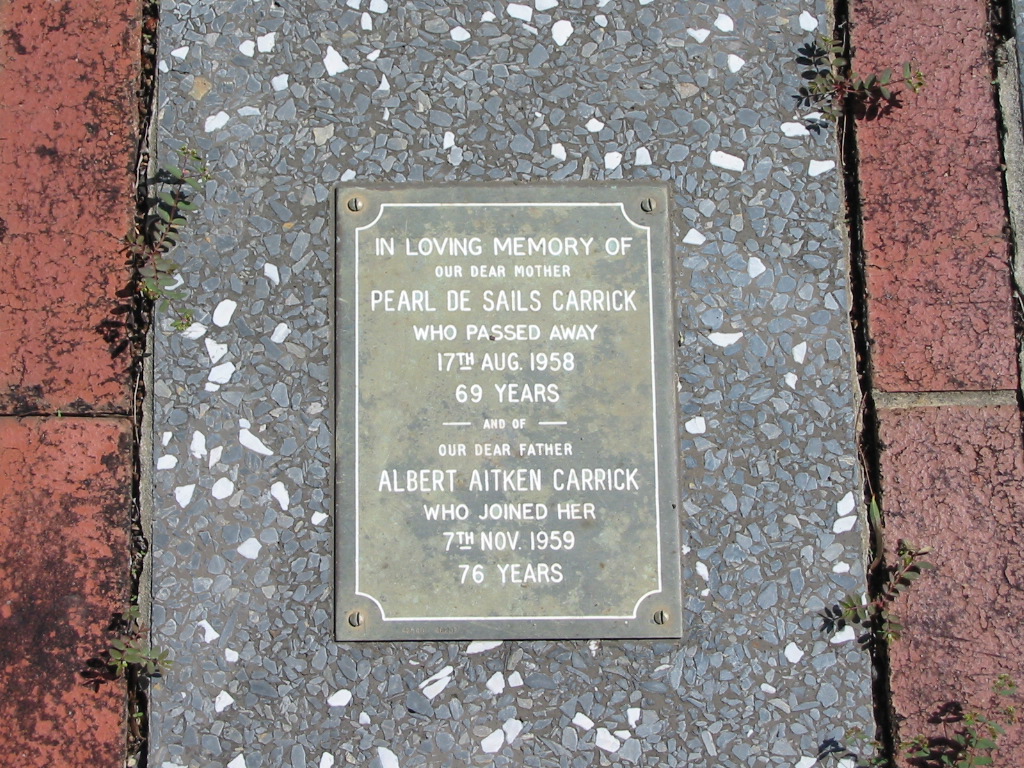 IN LOVING MEMORY OF
OUR DEAR MOTHER
PEARL DE SAILS CARRICK
WHO PASSED AWAY
17TH AUG. 1958
69 YEARS
— AND OF —
OUR DEAR FATHER
ALBERT AITKEN CARRICK
WHO JOINED HER
7TH NOV. 1959
76 YEARS